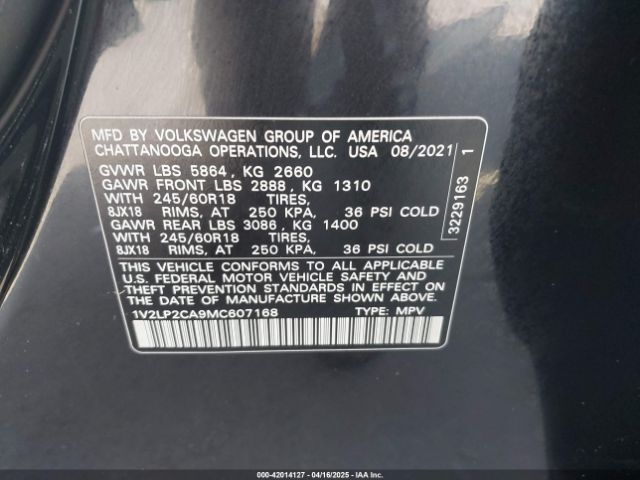 MFD BY VOLKSWAGEN GROUP OF AMERICA
CHATTANOOGA OPERATIONS, LLC. USA 08/2021
GVWR LBS 5864, KG 2660
GAWR FRONT LBS 2888, KG 1310
WITH 245/60R18 TIRES,
8JX18 RIMS, AT 250 KPA, 36 PSI COLD
GAWR REAR LBS 3086, KG 1400
WITH 245/60R18 TIRES,
8JX18 RIMS, AT 250 KPA, 36 PSI COLD
THIS VEHICLE CONFORMS TO ALL APPLICABLE
U.S. FEDERAL MOTOR VEHICLE SAFETY AND
THEFT PREVENTION STANDARDS IN EFFECT ON
THE DATE OF MANUFACTURE SHOWN ABOVE.
1V2LP2CA9MC607168 TYPE: MPV
3229163 1
000-42014127 - 04/16/2025 - IAAI.com